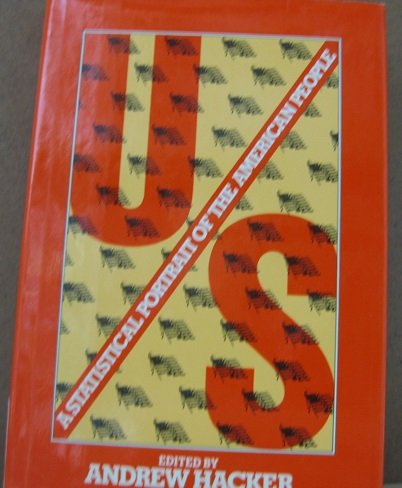 U/S
A STATISTICAL PORTRAIT OF THE AMERICAN PEOPLE
EDITED BY
ANDREW HACKER